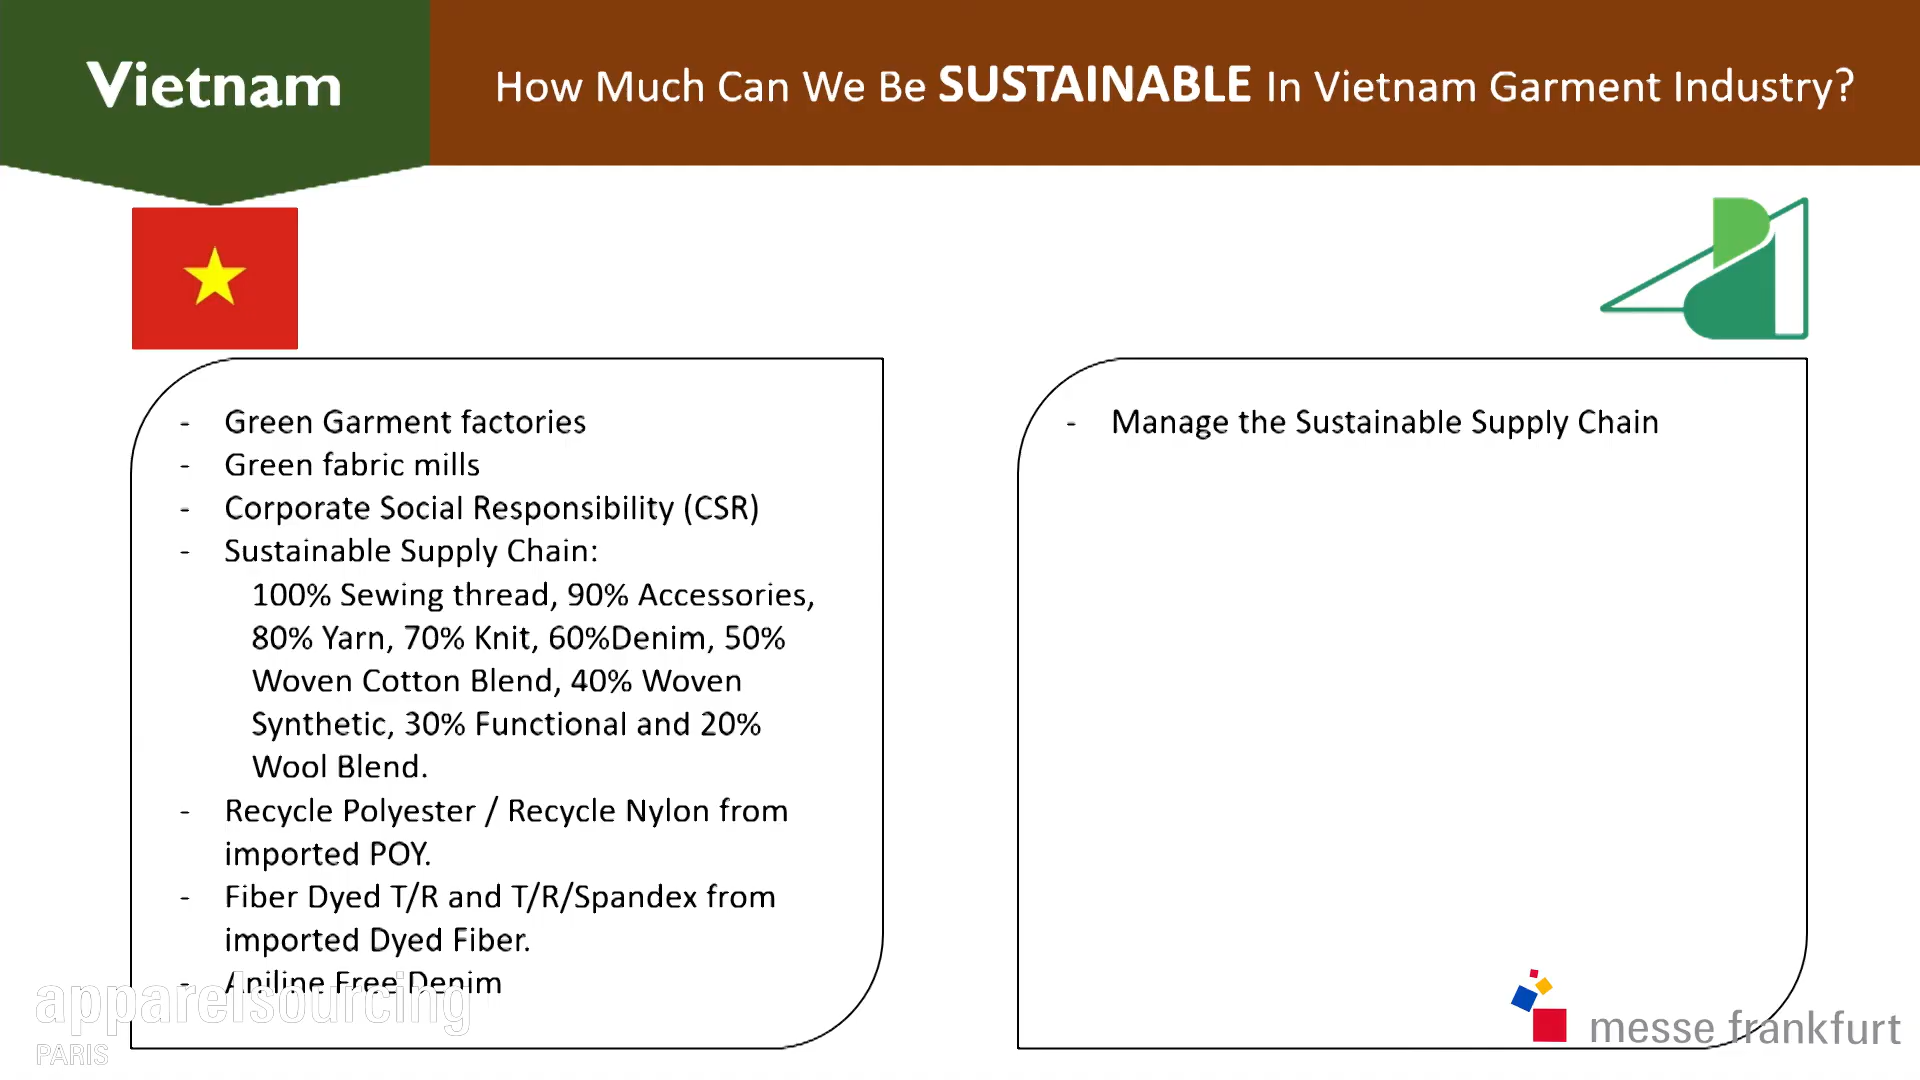 Vietnam
How Much Can We Be SUSTAINABLE In Vietnam Garment Industry?
- Green Garment factories
- Green fabric mills
- Corporate Social Responsibility (CSR)
- Sustainable Supply Chain:
100% Sewing thread, 90% Accessories,
80% Yarn, 70% Knit, 60%Denim, 50%
Woven Cotton Blend, 40% Woven
Synthetic, 30% Functional and 20%
Wool Blend.
- Recycle Polyester / Recycle Nylon from
imported POY.
- Fiber Dyed T/R and T/R/Spandex from
imported Dyed Fiber.
- Aniline Free Denim
- Manage the Sustainable Supply Chain
apparelsourcing
PARIS
messe frankfurt